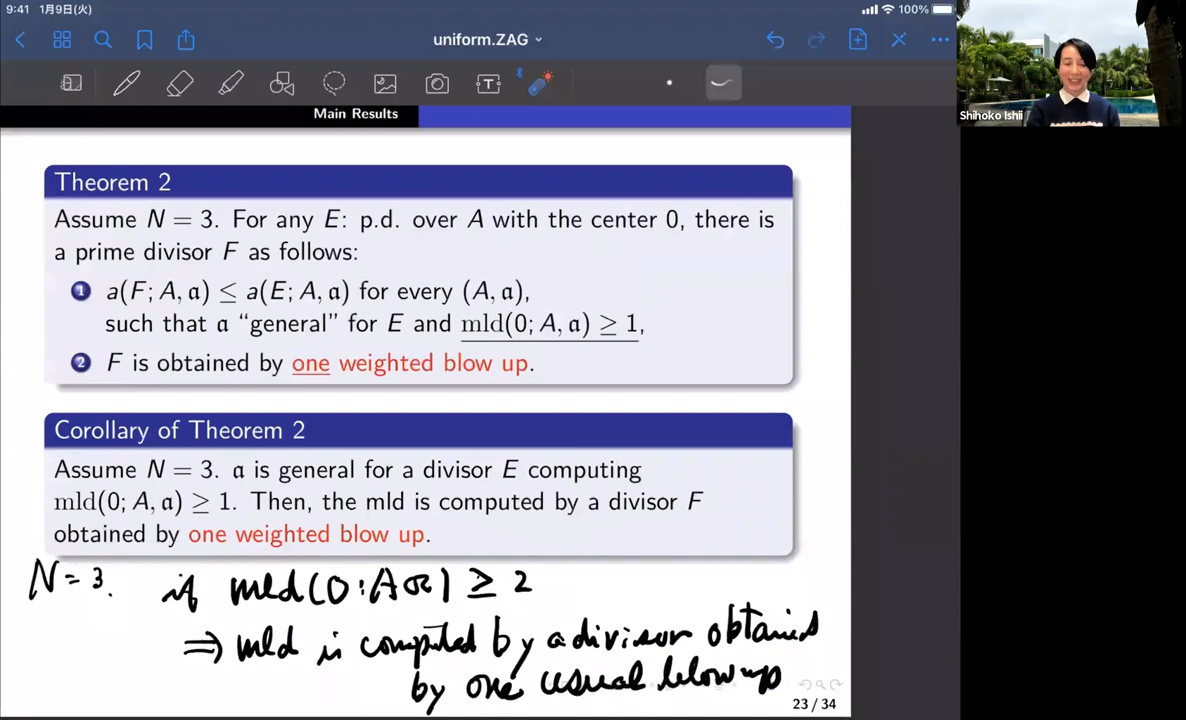 9:41 1月9日(火)
100%
uniform.ZAG
T
Shihoko Ishii
Main Results
Theorem 2
Assume N = 3. For any E: p.d. over A with the center 0, there is
a prime divisor F as follows:
1 a(F; A, 𝔞) ≤ a(E; A, 𝔞) for every (A, 𝔞),
such that 𝔞 "general" for E and mld(0; A, 𝔞) ≥ 1,
2 F is obtained by one weighted blow up.
Corollary of Theorem 2
Assume N = 3. 𝔞 is general for a divisor E computing
mld(0; A, 𝔞) ≥ 1. Then, the mld is computed by a divisor F
obtained by one weighted blow up.
N = 3. if mld(0; A 𝔞) ≥ 2
⇒ mld is computed by a divisor obtained
by one usual blow up
23 / 34